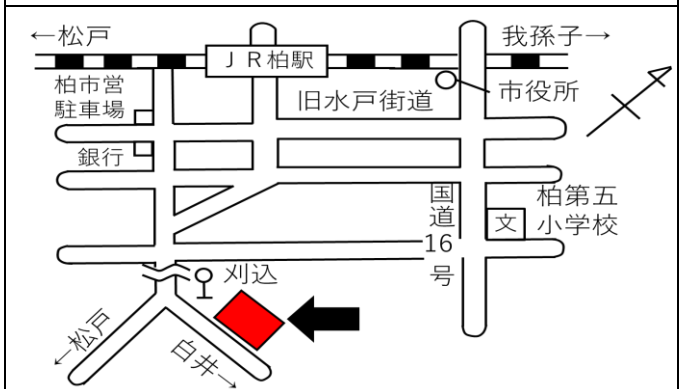 ←松戸
我孫子→
ＪＲ柏駅
柏市営
駐車場
旧水戸街道
市役所
銀行
国道16号
柏第五
小学校
文
刈込
←松戸
白井→